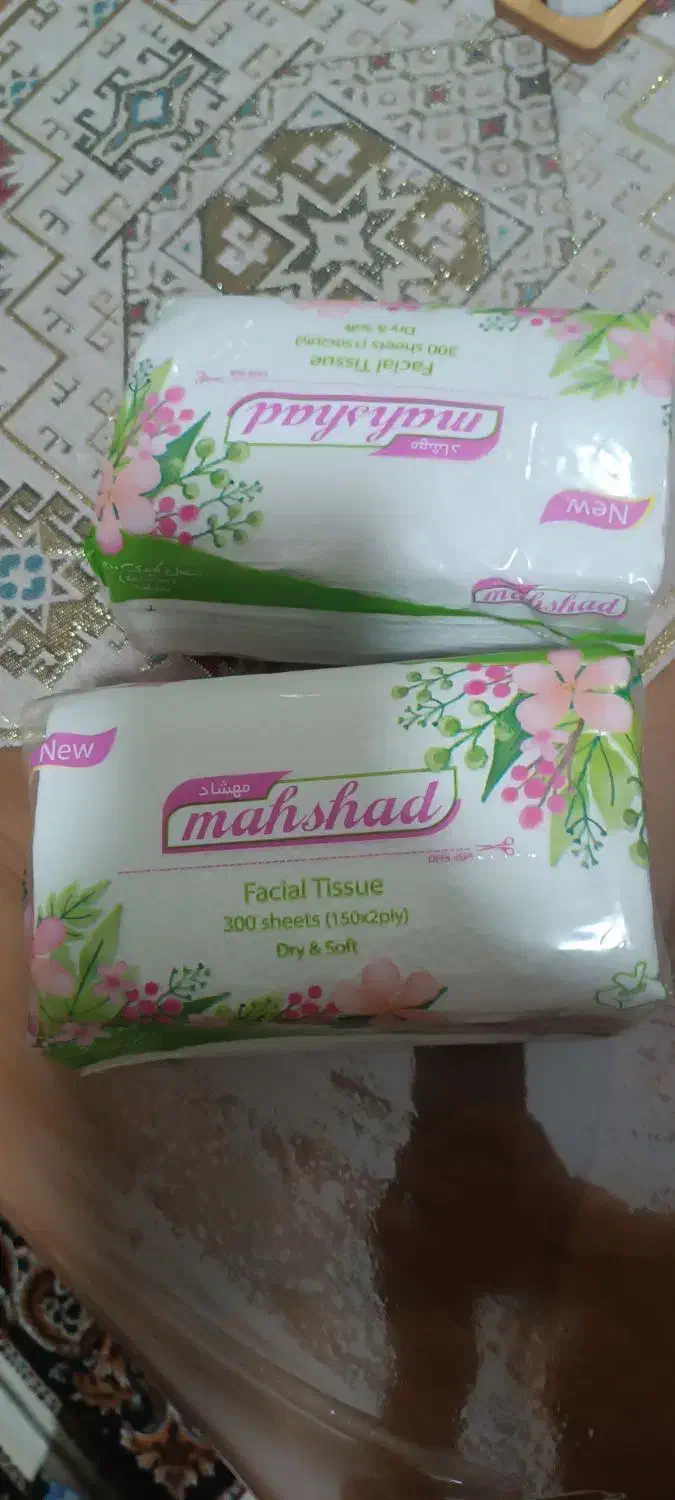 Dry & Soft
300 sheets (150x2ply)
Facial Tissue
mahshad
مهشاد
New
mahshad
New
مهشاد
mahshad
Facial Tissue
300 sheets (150x2ply)
Dry & Soft